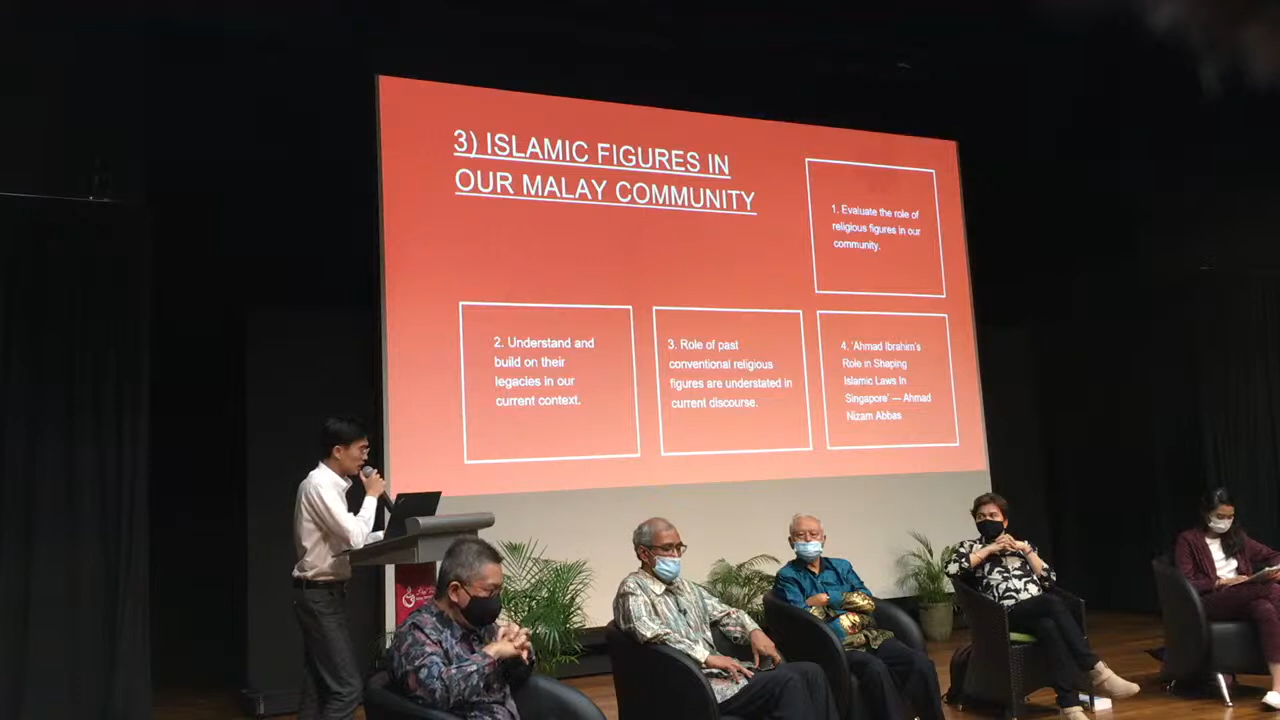 3) ISLAMIC FIGURES IN
OUR MALAY COMMUNITY
1. Evaluate the role of
religious figures in our
community.
2. Understand and
build on their
legacies in our
current context.
3. Role of past
conventional religious
figures are understated in
current discourse.
4. ‘Ahmad Ibrahim’s
Role in Shaping
Islamic Laws In
Singapore’ — Ahmad
Nizam Abbas